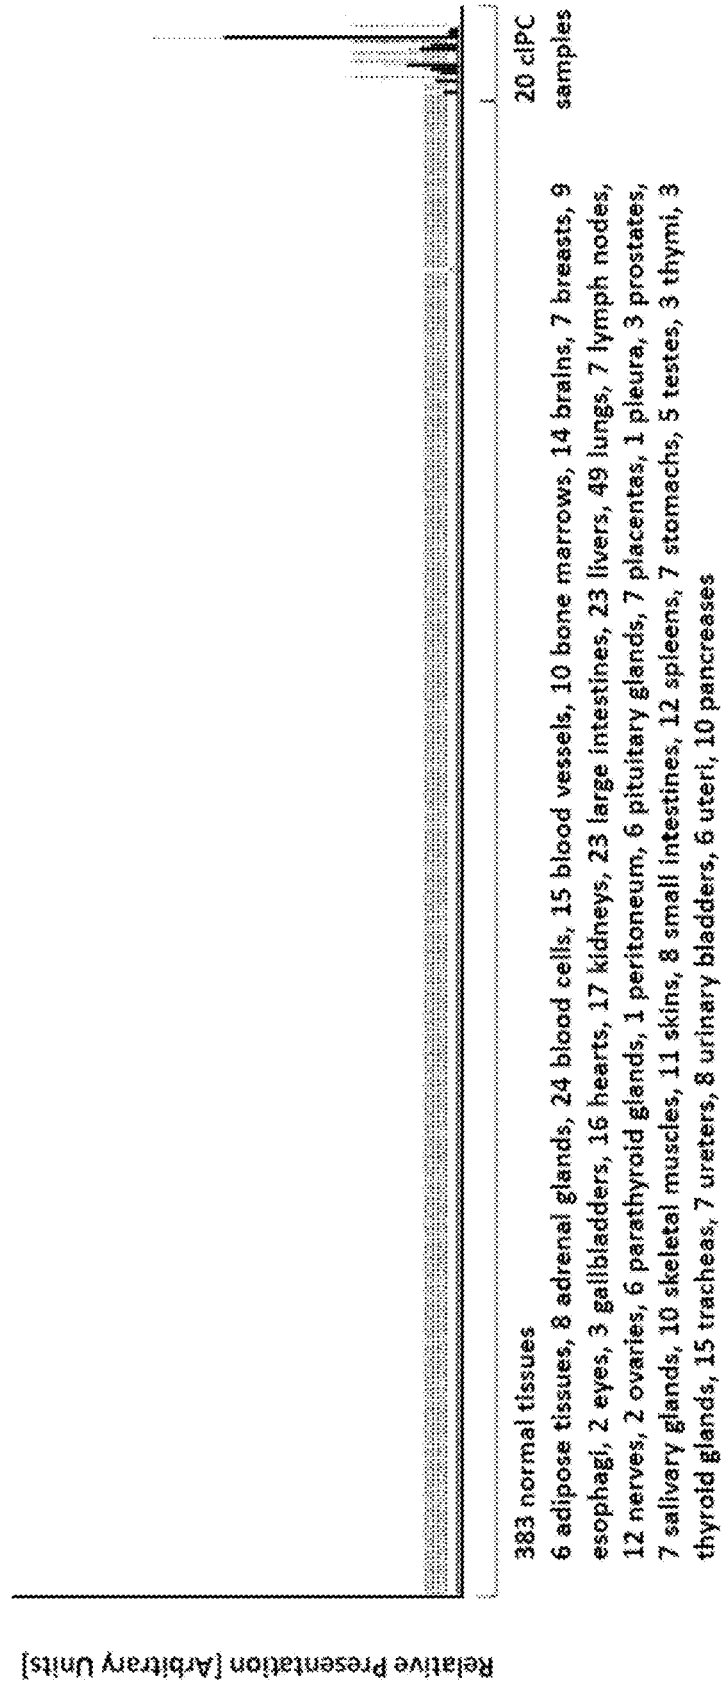 Relative Presentation [Arbitrary Units]
383 normal tissues
6 adipose tissues, 8 adrenal glands, 24 blood cells, 15 blood vessels, 10 bone marrows, 14 brains, 7 breasts, 9
esophagi, 2 eyes, 3 gallbladders, 16 hearts, 17 kidneys, 23 large intestines, 23 livers, 49 lungs, 7 lymph nodes,
12 nerves, 2 ovaries, 6 parathyroid glands, 1 peritoneum, 6 pituitary glands, 7 placentas, 1 pleura, 3 prostates,
7 salivary glands, 10 skeletal muscles, 11 skins, 8 small intestines, 12 spleens, 7 stomachs, 5 testes, 3 thymi, 3
thyroid glands, 15 tracheas, 7 ureters, 8 urinary bladders, 6 uteri, 10 pancreases
20 clPC
samples